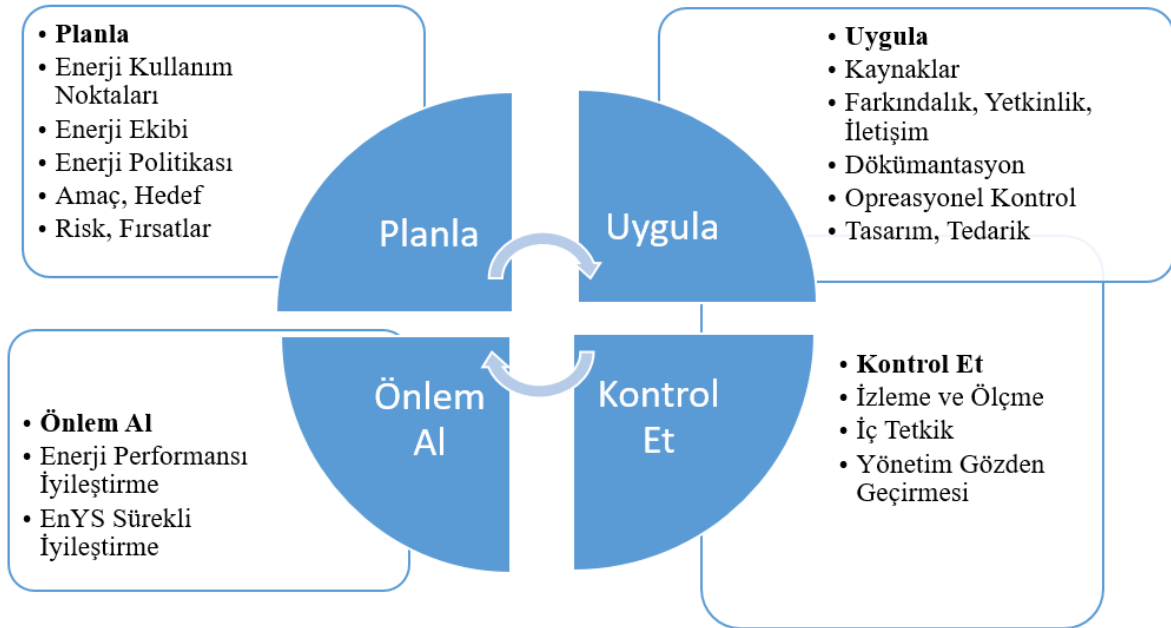 • Planla
• Enerji Kullanım
Noktaları
• Enerji Ekibi
• Enerji Politikası
• Amaç, Hedef
• Risk, Fırsatlar
• Uygula
• Kaynaklar
• Farkındalık, Yetkinlik,
İletişim
• Dökümantasyon
• Opreasyonel Kontrol
• Tasarım, Tedarik
Planla
Uygula
Önlem
Al
Kontrol
Et
• Önlem Al
• Enerji Performansı
İyileştirme
• EnYS Sürekli
İyileştirme
• Kontrol Et
• İzleme ve Ölçme
• İç Tetkik
• Yönetim Gözden
Geçirmesi